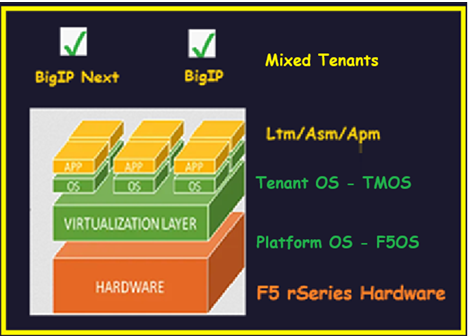 BigIP Next
BigIP
Mixed Tenants
Ltm/Asm/Apm
APP
APP
APP
OS
OS
OS
Tenant OS - TMOS
VIRTUALIZATION LAYER
Platform OS - F5OS
HARDWARE
F5 rSeries Hardware